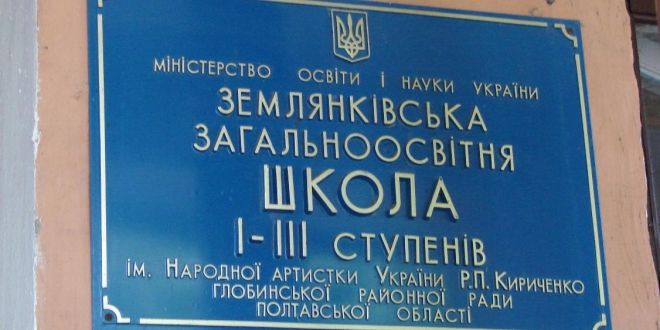 МІНІСТЕРСТВО ОСВІТИ І НАУКИ УКРАЇНИ
ЗЕМЛЯНКІВСЬКА
ЗАГАЛЬНООСВІТНЯ
ШКОЛА
І-ІІІ СТУПЕНІВ
ім. Народної артистки України Р.П. Кириченко
ГЛОБИНСЬКОЇ РАЙОННОЇ РАДИ
ПОЛТАВСЬКОЇ ОБЛАСТІ